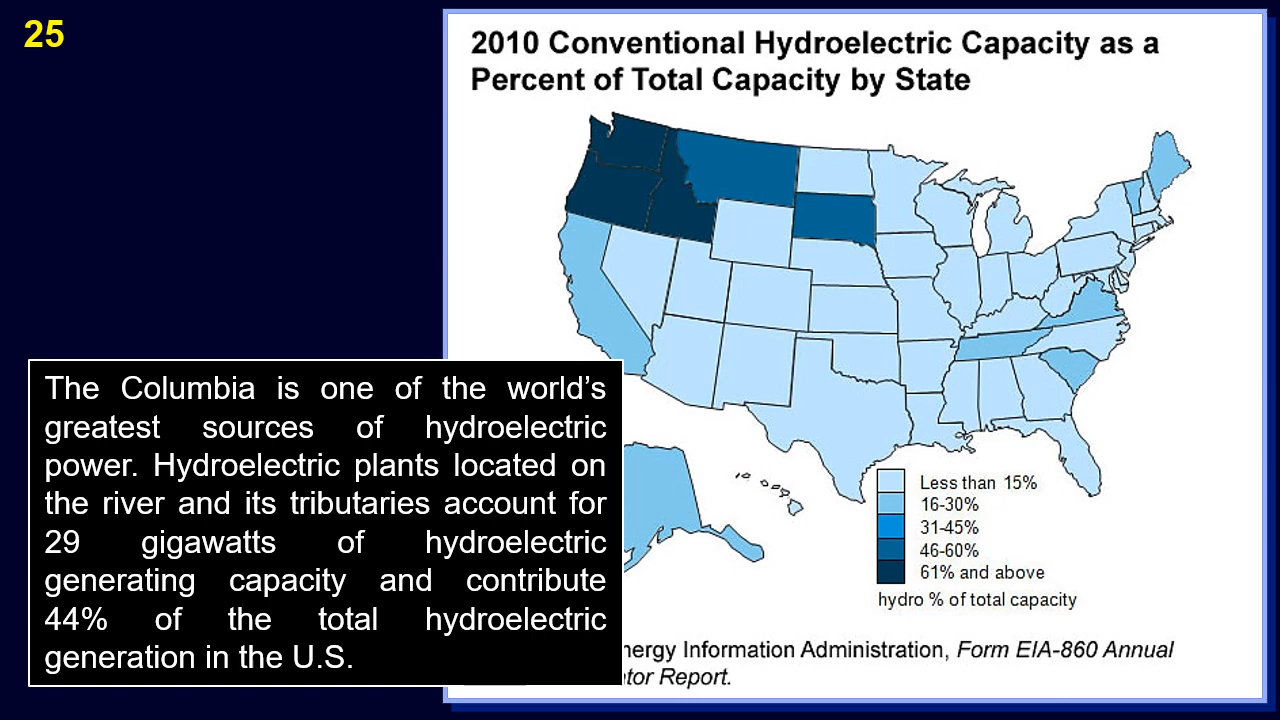 25
2010 Conventional Hydroelectric Capacity as a
Percent of Total Capacity by State
The Columbia is one of the world’s
greatest sources of hydroelectric
power. Hydroelectric plants located on
the river and its tributaries account for
29 gigawatts of hydroelectric
generating capacity and contribute
44% of the total hydroelectric
generation in the U.S.
Less than 15%
16-30%
31-45%
46-60%
61% and above
hydro % of total capacity
Information Administration, Form EIA-860 Annual
Report.